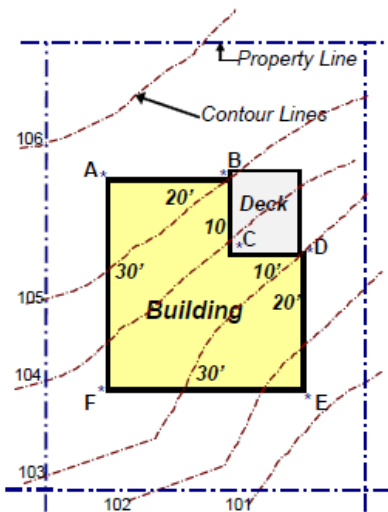 Property Line
Contour Lines
106
A
B
20'
Deck
10
C
D
30'
10'
20'
105
Building
104
30'
F
E
103
102
101